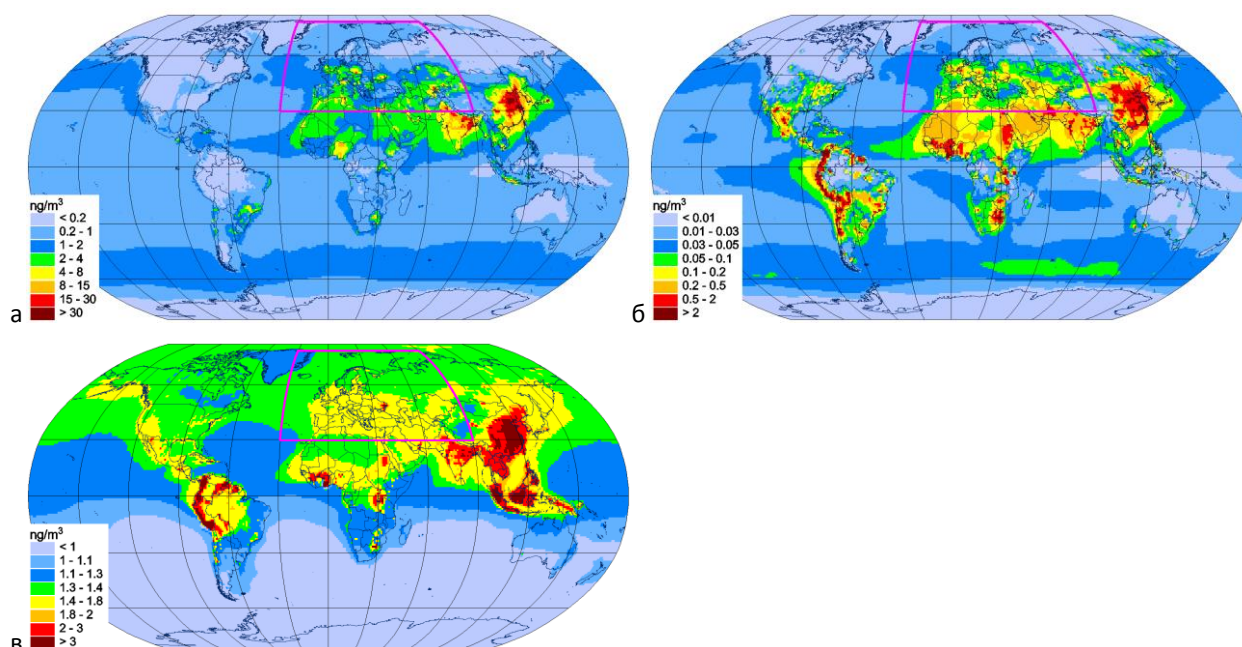 ng/m³
< 0.2
0.2 - 1
1 - 2
2 - 4
4 - 8
8 - 15
15 - 30
> 30
а
ng/m³
< 0.01
0.01 - 0.03
0.03 - 0.05
0.05 - 0.1
0.1 - 0.2
0.2 - 0.5
0.5 - 2
> 2
б
ng/m³
< 1
1 - 1.1
1.1 - 1.3
1.3 - 1.4
1.4 - 1.8
1.8 - 2
2 - 3
> 3
в